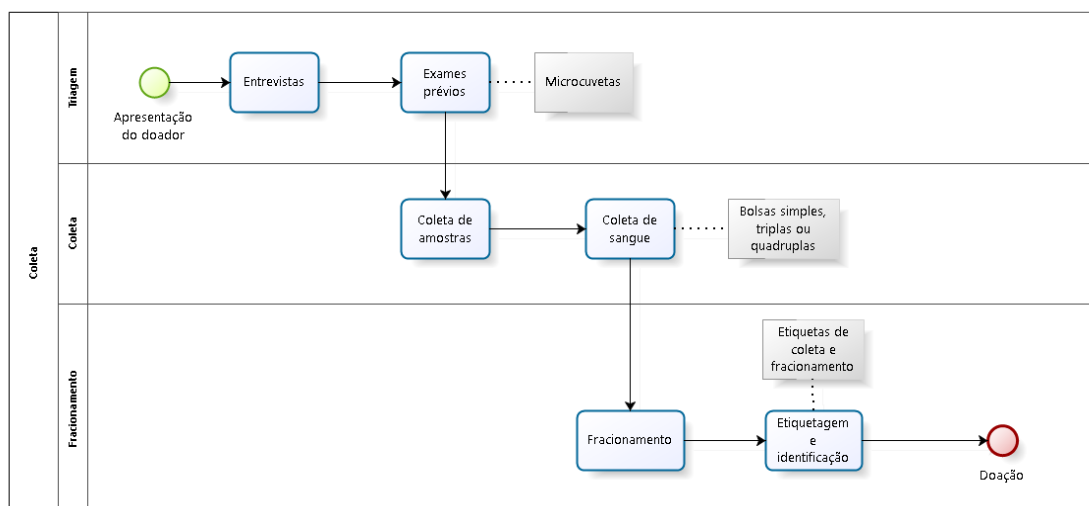 Coleta
Triagem
Apresentação
do doador
Entrevistas
Exames
prévios
Microcuvetas
Coleta
Coleta de
amostras
Coleta de
sangue
Bolsas simples,
triplas ou
quadruplas
Fracionamento
Fracionamento
Etiquetas de
coleta e
fracionamento
Etiquetagem
e
identificação
Doação